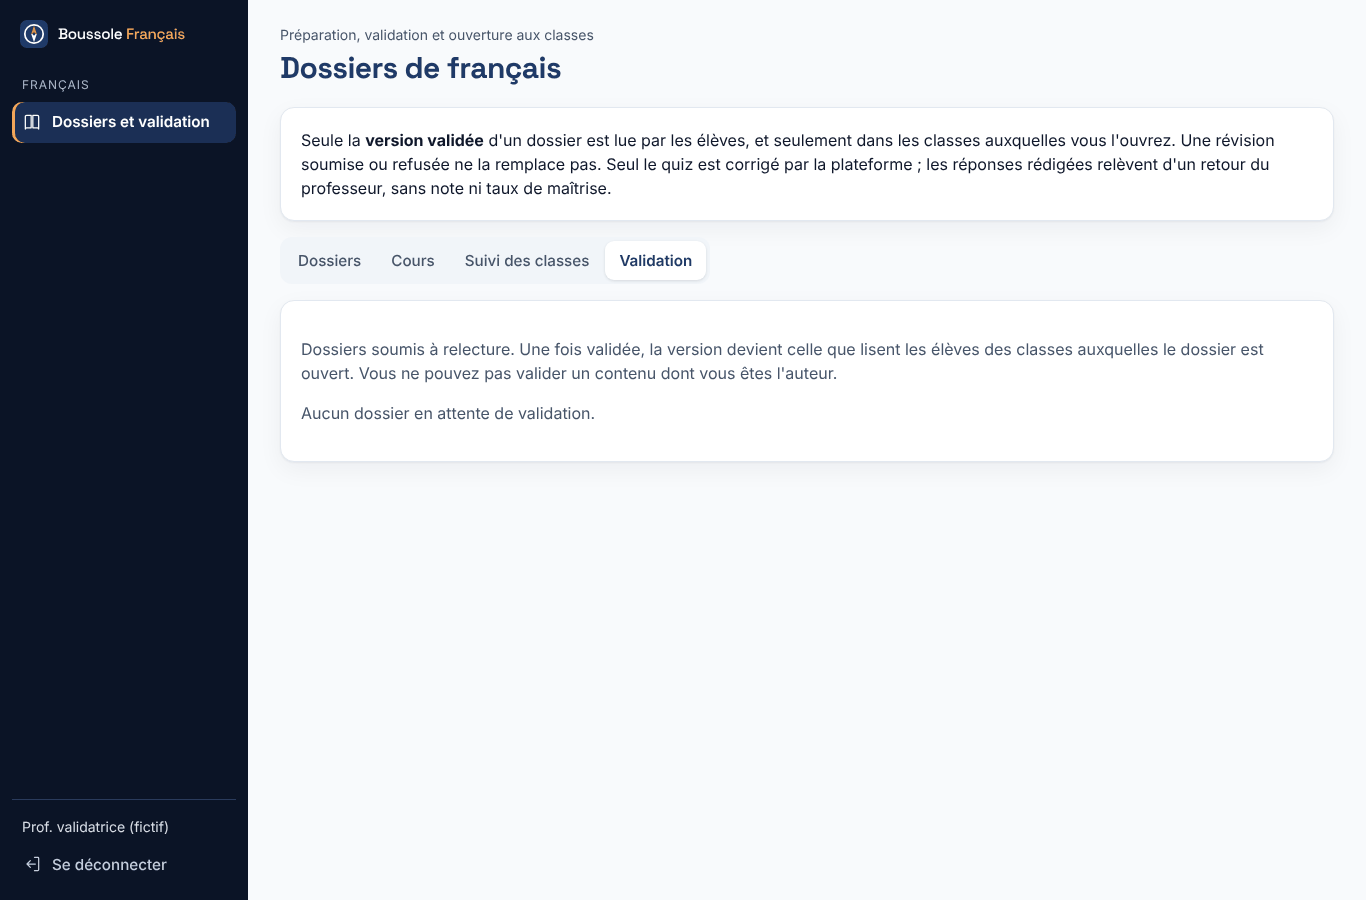 Boussole Français
FRANÇAIS
Dossiers et validation
Prof. validatrice (fictif)
Se déconnecter
Préparation, validation et ouverture aux classes
Dossiers de français
Seule la version validée d'un dossier est lue par les élèves, et seulement dans les classes auxquelles vous l'ouvrez. Une révision
soumise ou refusée ne la remplace pas. Seul le quiz est corrigé par la plateforme ; les réponses rédigées relèvent d'un retour du
professeur, sans note ni taux de maîtrise.
Dossiers Cours Suivi des classes Validation
Dossiers soumis à relecture. Une fois validée, la version devient celle que lisent les élèves des classes auxquelles le dossier est
ouvert. Vous ne pouvez pas valider un contenu dont vous êtes l'auteur.
Aucun dossier en attente de validation.